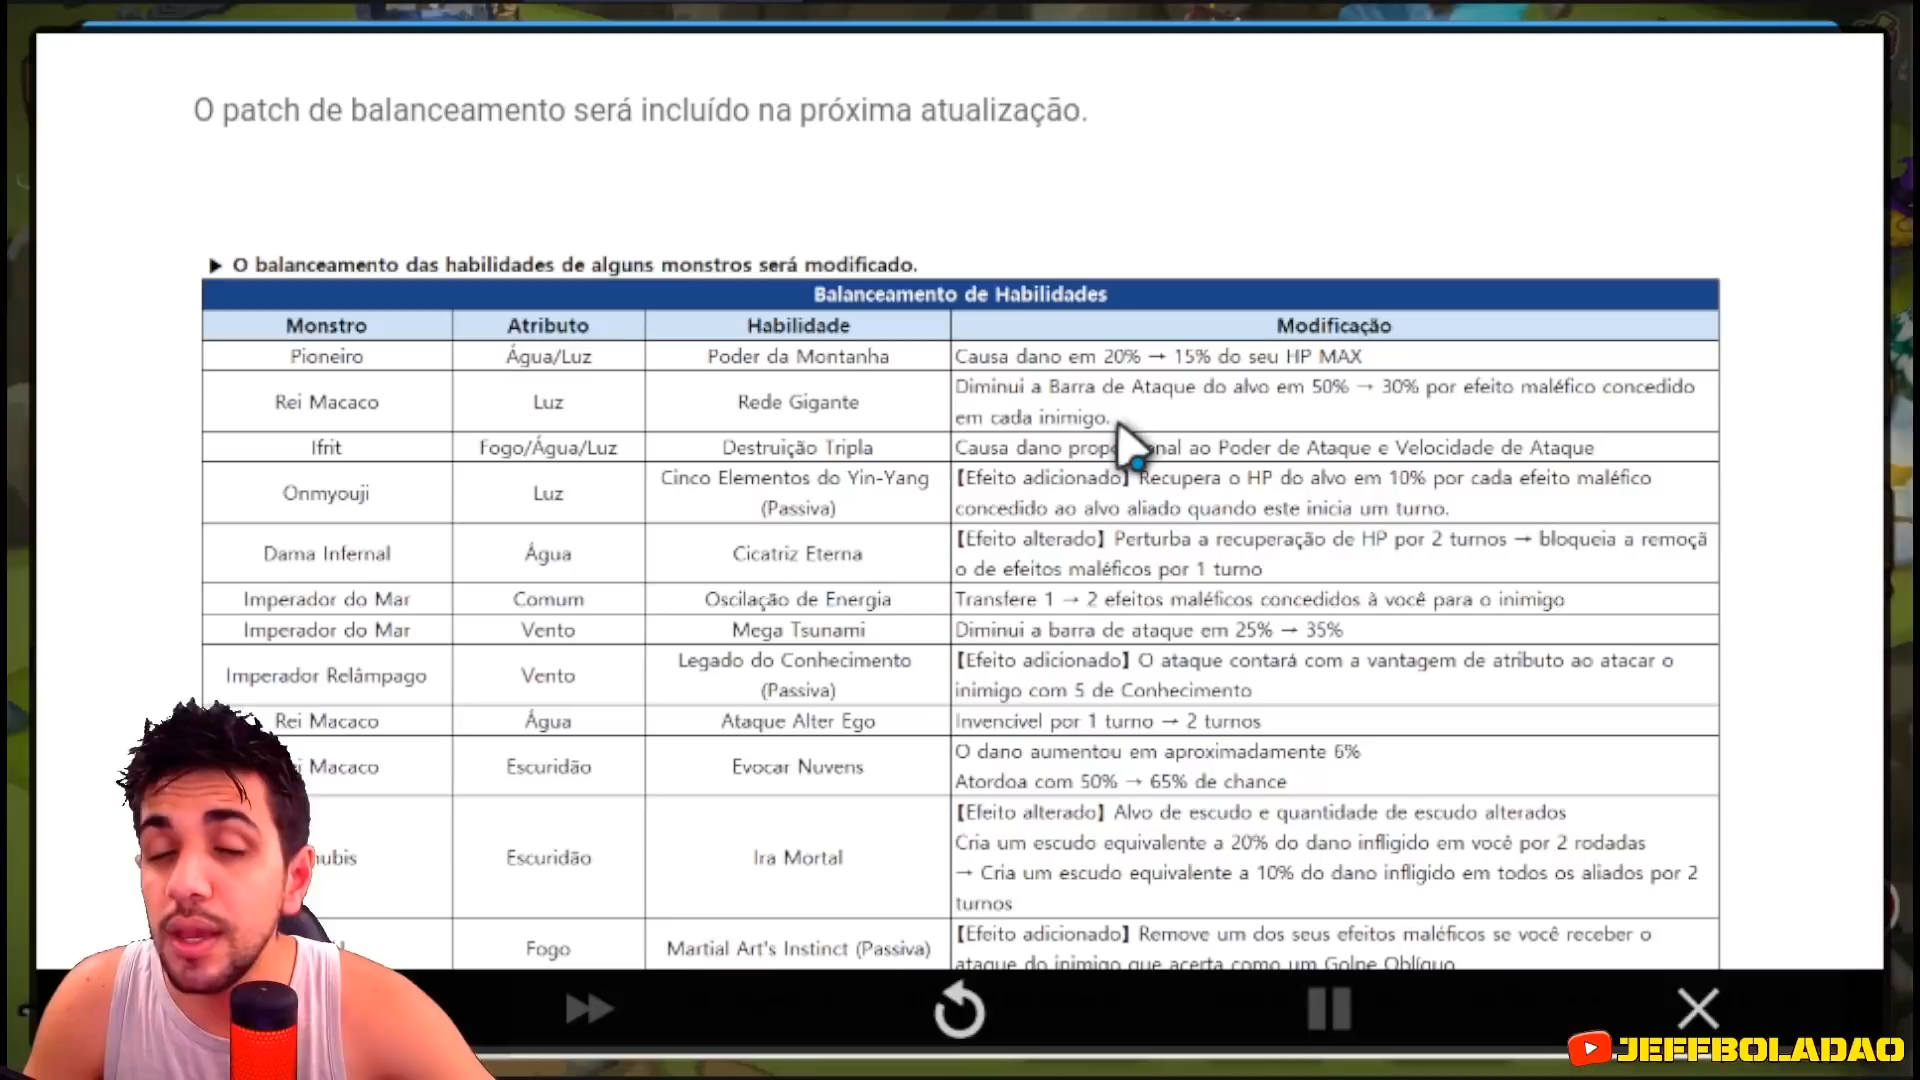 O patch de balanceamento será incluído na próxima atualização.
▶ O balanceamento das habilidades de alguns monstros será modificado.
Balanceamento de Habilidades
Monstro Atributo Habilidade Modificação
Pioneiro Água/Luz Poder da Montanha Causa dano em 20% → 15% do seu HP MAX
Rei Macaco Luz Rede Gigante Diminui a Barra de Ataque do alvo em 50% → 30% por efeito maléfico concedido
em cada inimigo.
Ifrit Fogo/Água/Luz Destruição Tripla Causa dano ao Poder de Ataque e Velocidade de Ataque
Onmyouji Luz Cinco Elementos do Yin-Yang
(Passiva)
【Efeito adicionado】 Recupera o HP do alvo em 10% por cada efeito maléfico
concedido ao alvo aliado quando este inicia um turno.
Dama Infernal Água Cicatriz Eterna 【Efeito alterado】 Perturba a recuperação de HP por 2 turnos → bloqueia a remoçã
o de efeitos maléficos por 1 turno
Imperador do Mar Comum Oscilação de Energia Transfere 1 → 2 efeitos maléficos concedidos à você para o inimigo
Imperador do Mar Vento Mega Tsunami Diminui a barra de ataque em 25% → 35%
Imperador Relâmpago Vento Legado do Conhecimento
(Passiva)
【Efeito adicionado】 O ataque contará com a vantagem de atributo ao atacar o
inimigo com 5 de Conhecimento
Rei Macaco Água Ataque Alter Ego Invencível por 1 turno → 2 turnos
Macaco Escuridão Evocar Nuvens O dano aumentou em aproximadamente 6%
Atordoa com 50% → 65% de chance
Escuridão Ira Mortal 【Efeito alterado】 Alvo de escudo e quantidade de escudo alterados
Cria um escudo equivalente a 20% do dano infligido em você por 2 rodadas
→ Cria um escudo equivalente a 10% do dano infligido em todos os aliados por 2
turnos
Fogo Martial Art's Instinct (Passiva) 【Efeito adicionado】 Remove um dos seus efeitos maléficos se você receber o
ataque do inimigo que acerta como um Golpe Oblíquo
JEFFBOLADAO